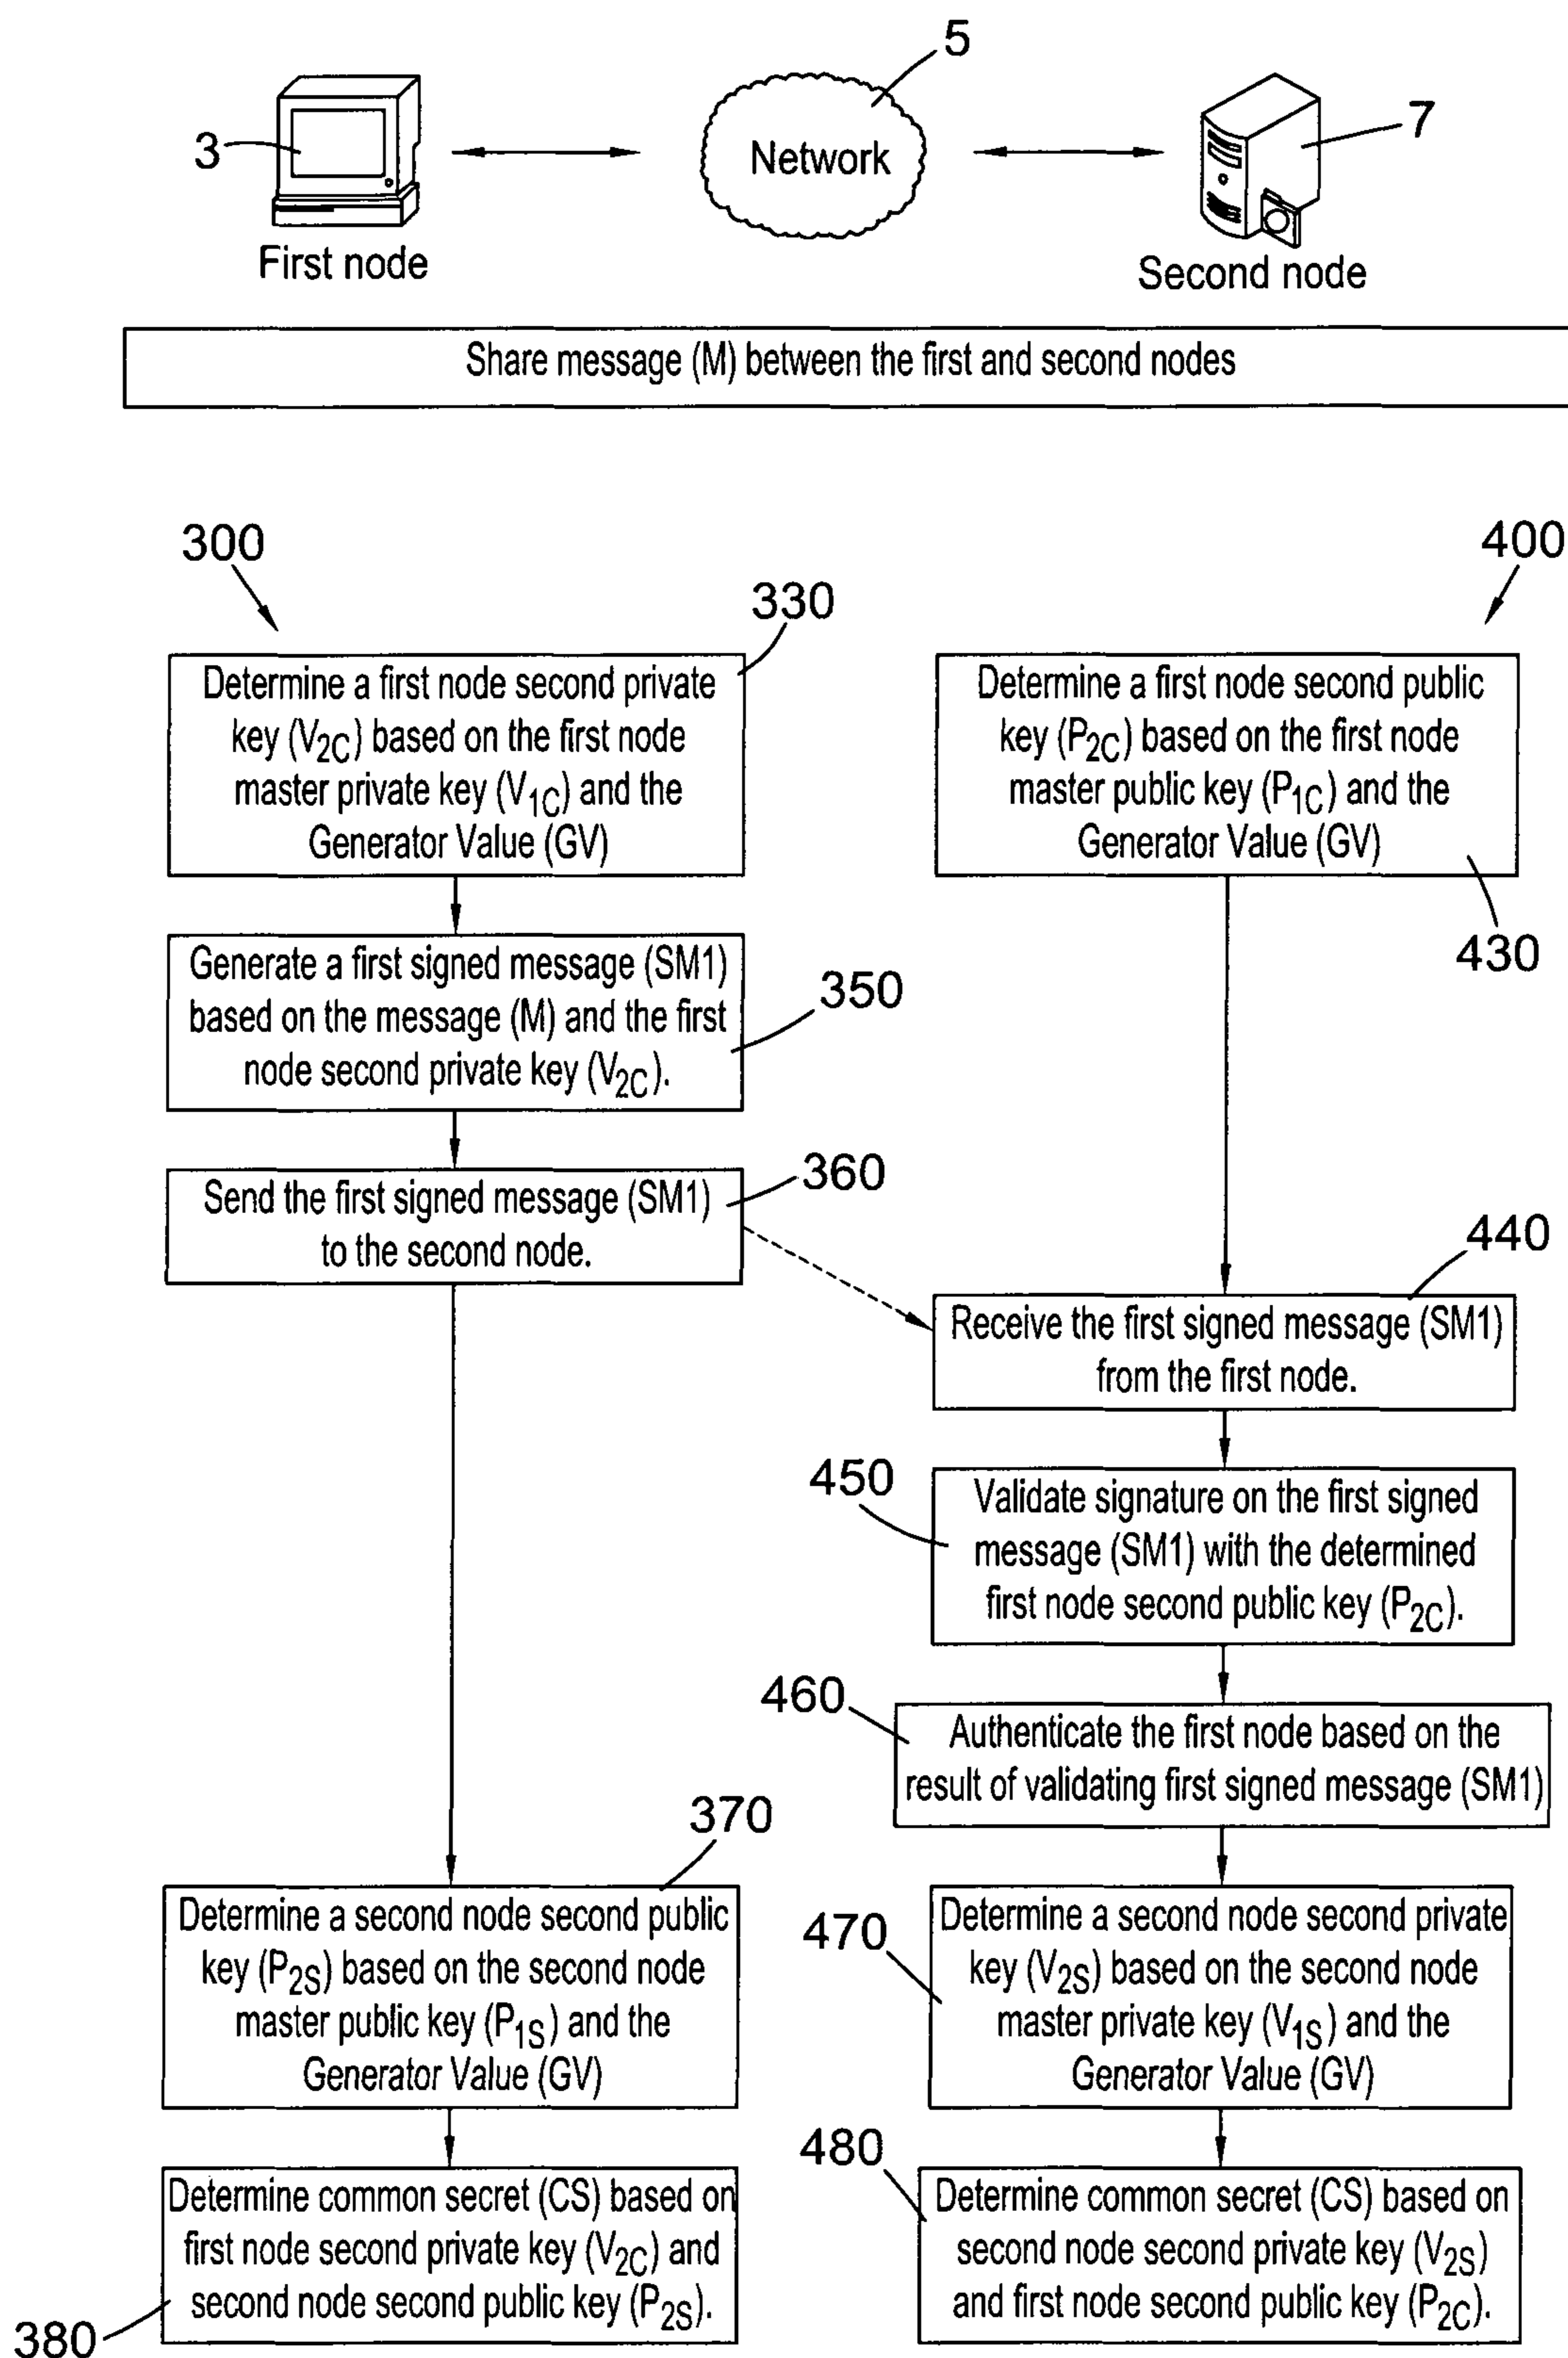 5
3
Network
7
First node
Second node
Share message (M) between the first and second nodes
300
400
330
Determine a first node second private
key (V2C) based on the first node
master private key (V1C) and the
Generator Value (GV)
Determine a first node second public
key (P2C) based on the first node
master public key (P1C) and the
Generator Value (GV)
430
Generate a first signed message (SM1)
based on the message (M) and the first
node second private key (V2C).
350
Send the first signed message (SM1)
to the second node.
360
440
Receive the first signed message (SM1)
from the first node.
450
Validate signature on the first signed
message (SM1) with the determined
first node second public key (P2C).
460
Authenticate the first node based on the
result of validating first signed message (SM1)
370
Determine a second node second public
key (P2S) based on the second node
master public key (P1S) and the
Generator Value (GV)
470
Determine a second node second private
key (V2S) based on the second node
master private key (V1S) and the
Generator Value (GV)
Determine common secret (CS) based on
first node second private key (V2C) and
second node second public key (P2S).
380
480
Determine common secret (CS) based on
second node second private key (V2S)
and first node second public key (P2C).